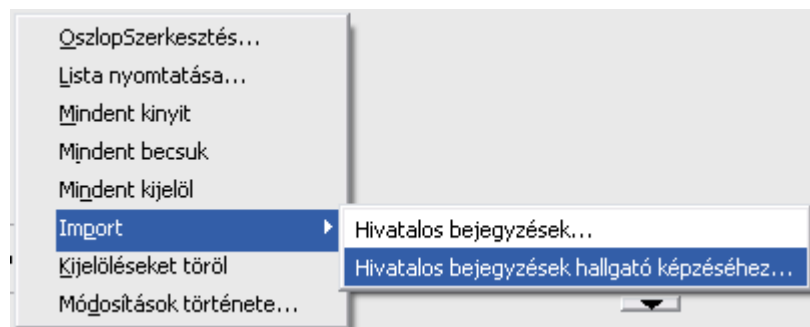 OszlopSzerkesztés...
Lista nyomtatása...
Mindent kinyit
Mindent becsuk
Mindent kijelöl
Import
Hivatalos bejegyzések...
Kijelöléseket töröl
Hivatalos bejegyzések hallgató képzéséhez...
Módosítások története...